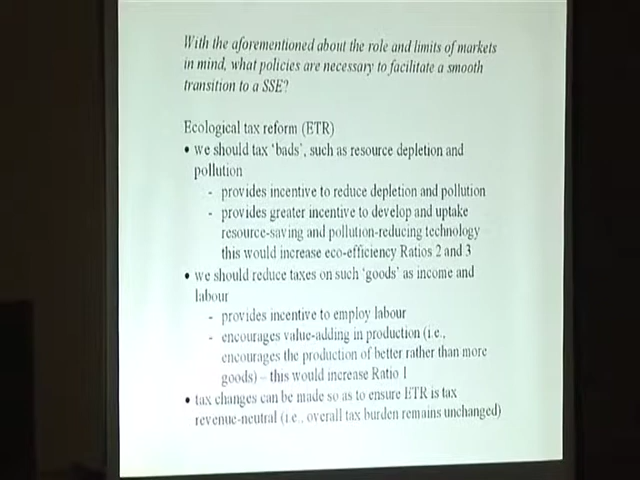 With the aforementioned about the role and limits of markets
in mind, what policies are necessary to facilitate a smooth
transition to a SSE?
Ecological tax reform (ETR)
• we should tax ‘bads’, such as resource depletion and
pollution
- provides incentive to reduce depletion and pollution
- provides greater incentive to develop and uptake
resource-saving and pollution-reducing technology
this would increase eco-efficiency Ratios 2 and 3
• we should reduce taxes on such ‘goods’ as income and
labour
- provides incentive to employ labour
- encourages value-adding in production (i.e.,
encourages the production of better rather than more
goods) – this would increase Ratio 1
• tax changes can be made so as to ensure ETR is tax
revenue-neutral (i.e., overall tax burden remains unchanged)